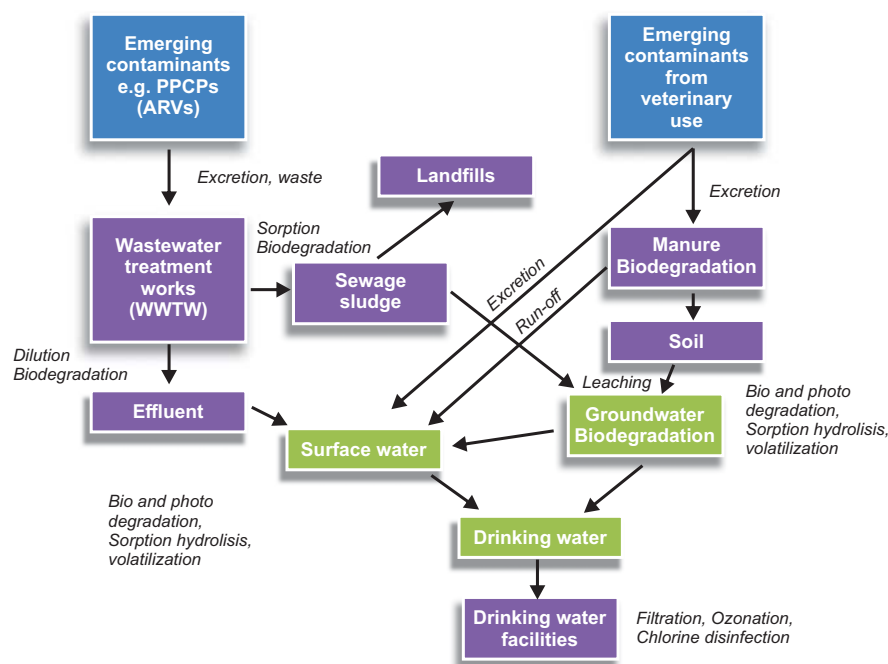 Emerging
contaminants
e.g. PPCPs
(ARVs)
Emerging
contaminants
from
veterinary
use
Excretion, waste
Landfills
Excretion
Sorption
Biodegradation
Wastewater
treatment
works
(WWTW)
Sewage
sludge
Manure
Biodegradation
Excretion
Run-off
Soil
Dilution
Biodegradation
Leaching
Effluent
Groundwater
Biodegradation
Bio and photo
degradation,
Sorption hydrolisis,
volatilization
Surface water
Bio and photo
degradation,
Sorption hydrolisis,
volatilization
Drinking water
Drinking water
facilities
Filtration, Ozonation,
Chlorine disinfection